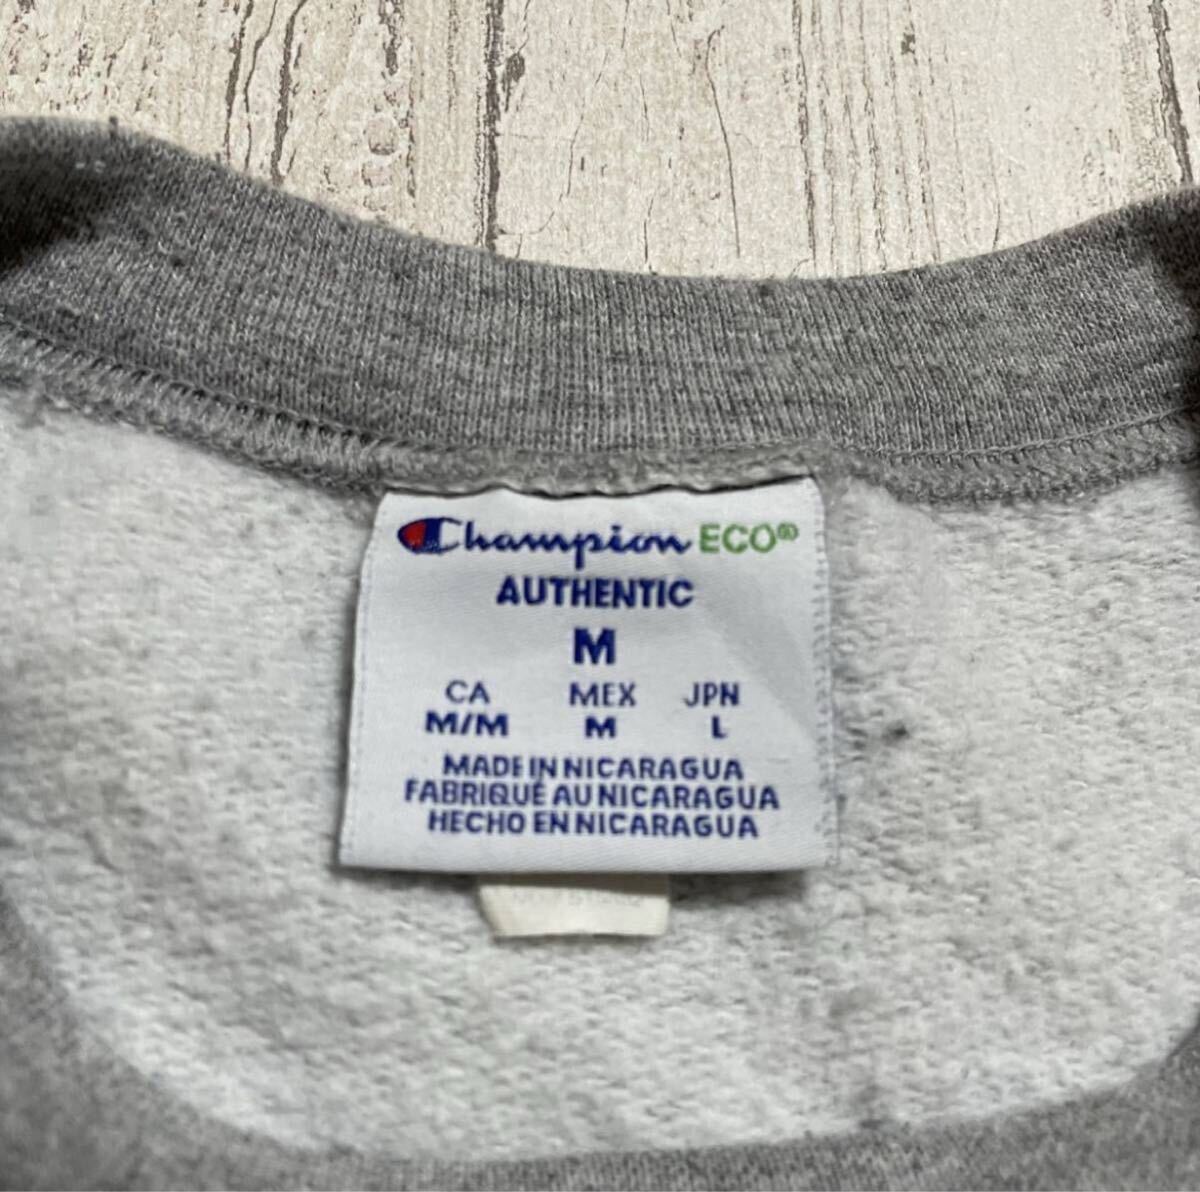 Champion ECO®
AUTHENTIC
M
CA MEX JPN
M/M M L
MADE IN NICARAGUA
FABRIQUÉ AU NICARAGUA
HECHO EN NICARAGUA